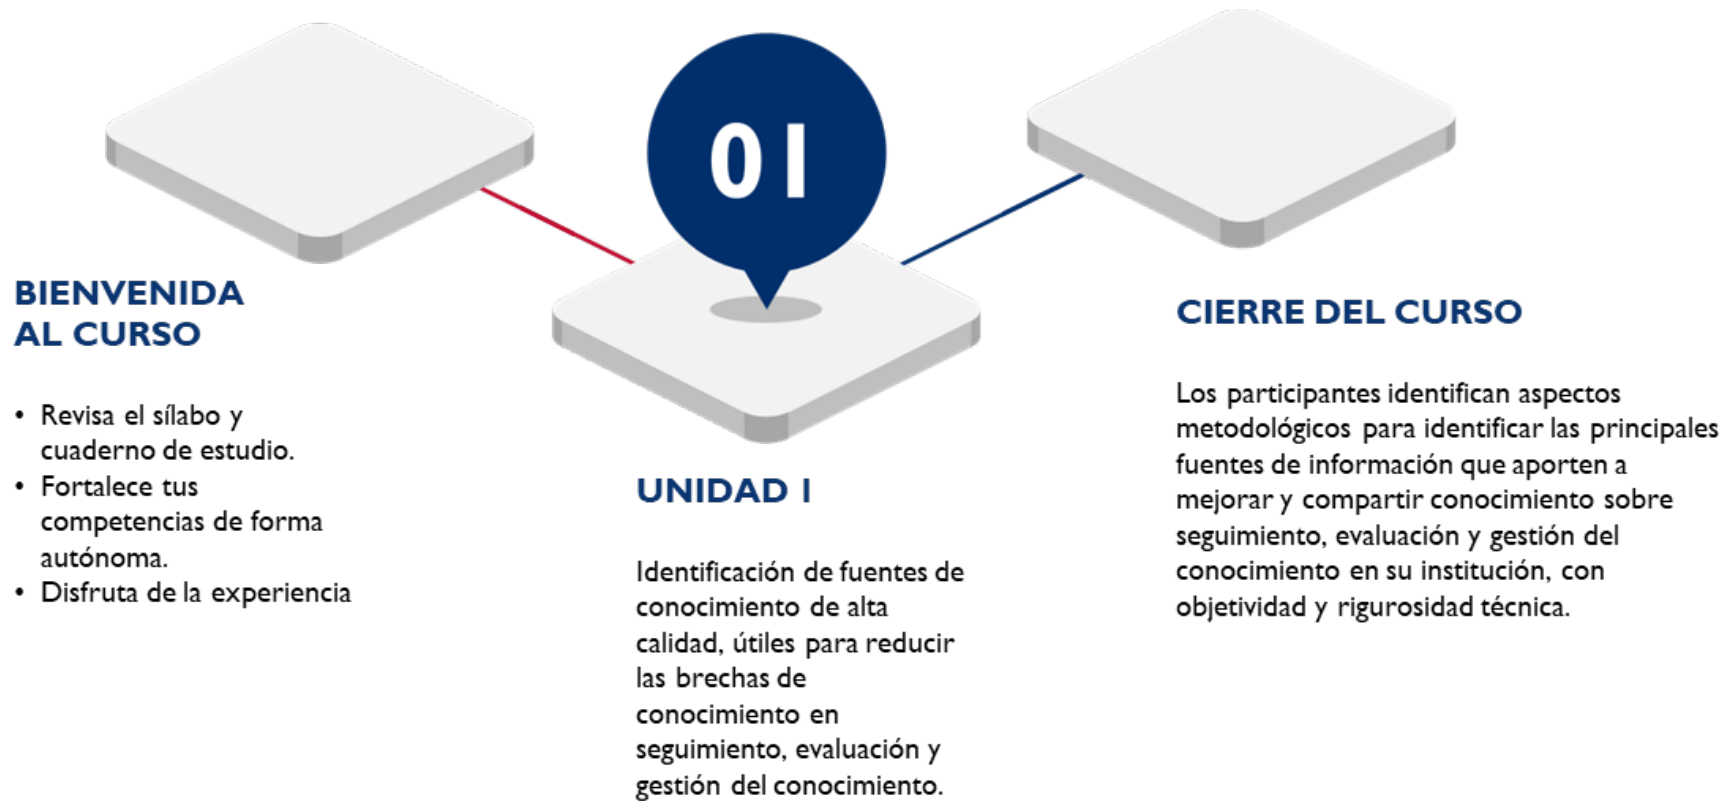 01
BIENVENIDA
AL CURSO
• Revisa el sílabo y
cuaderno de estudio.
• Fortalece tus
competencias de forma
autónoma.
• Disfruta de la experiencia
UNIDAD I
Identificación de fuentes de
conocimiento de alta
calidad, útiles para reducir
las brechas de
conocimiento en
seguimiento, evaluación y
gestión del conocimiento.
CIERRE DEL CURSO
Los participantes identifican aspectos
metodológicos para identificar las principales
fuentes de información que aporten a
mejorar y compartir conocimiento sobre
seguimiento, evaluación y gestión del
conocimiento en su institución, con
objetividad y rigurosidad técnica.